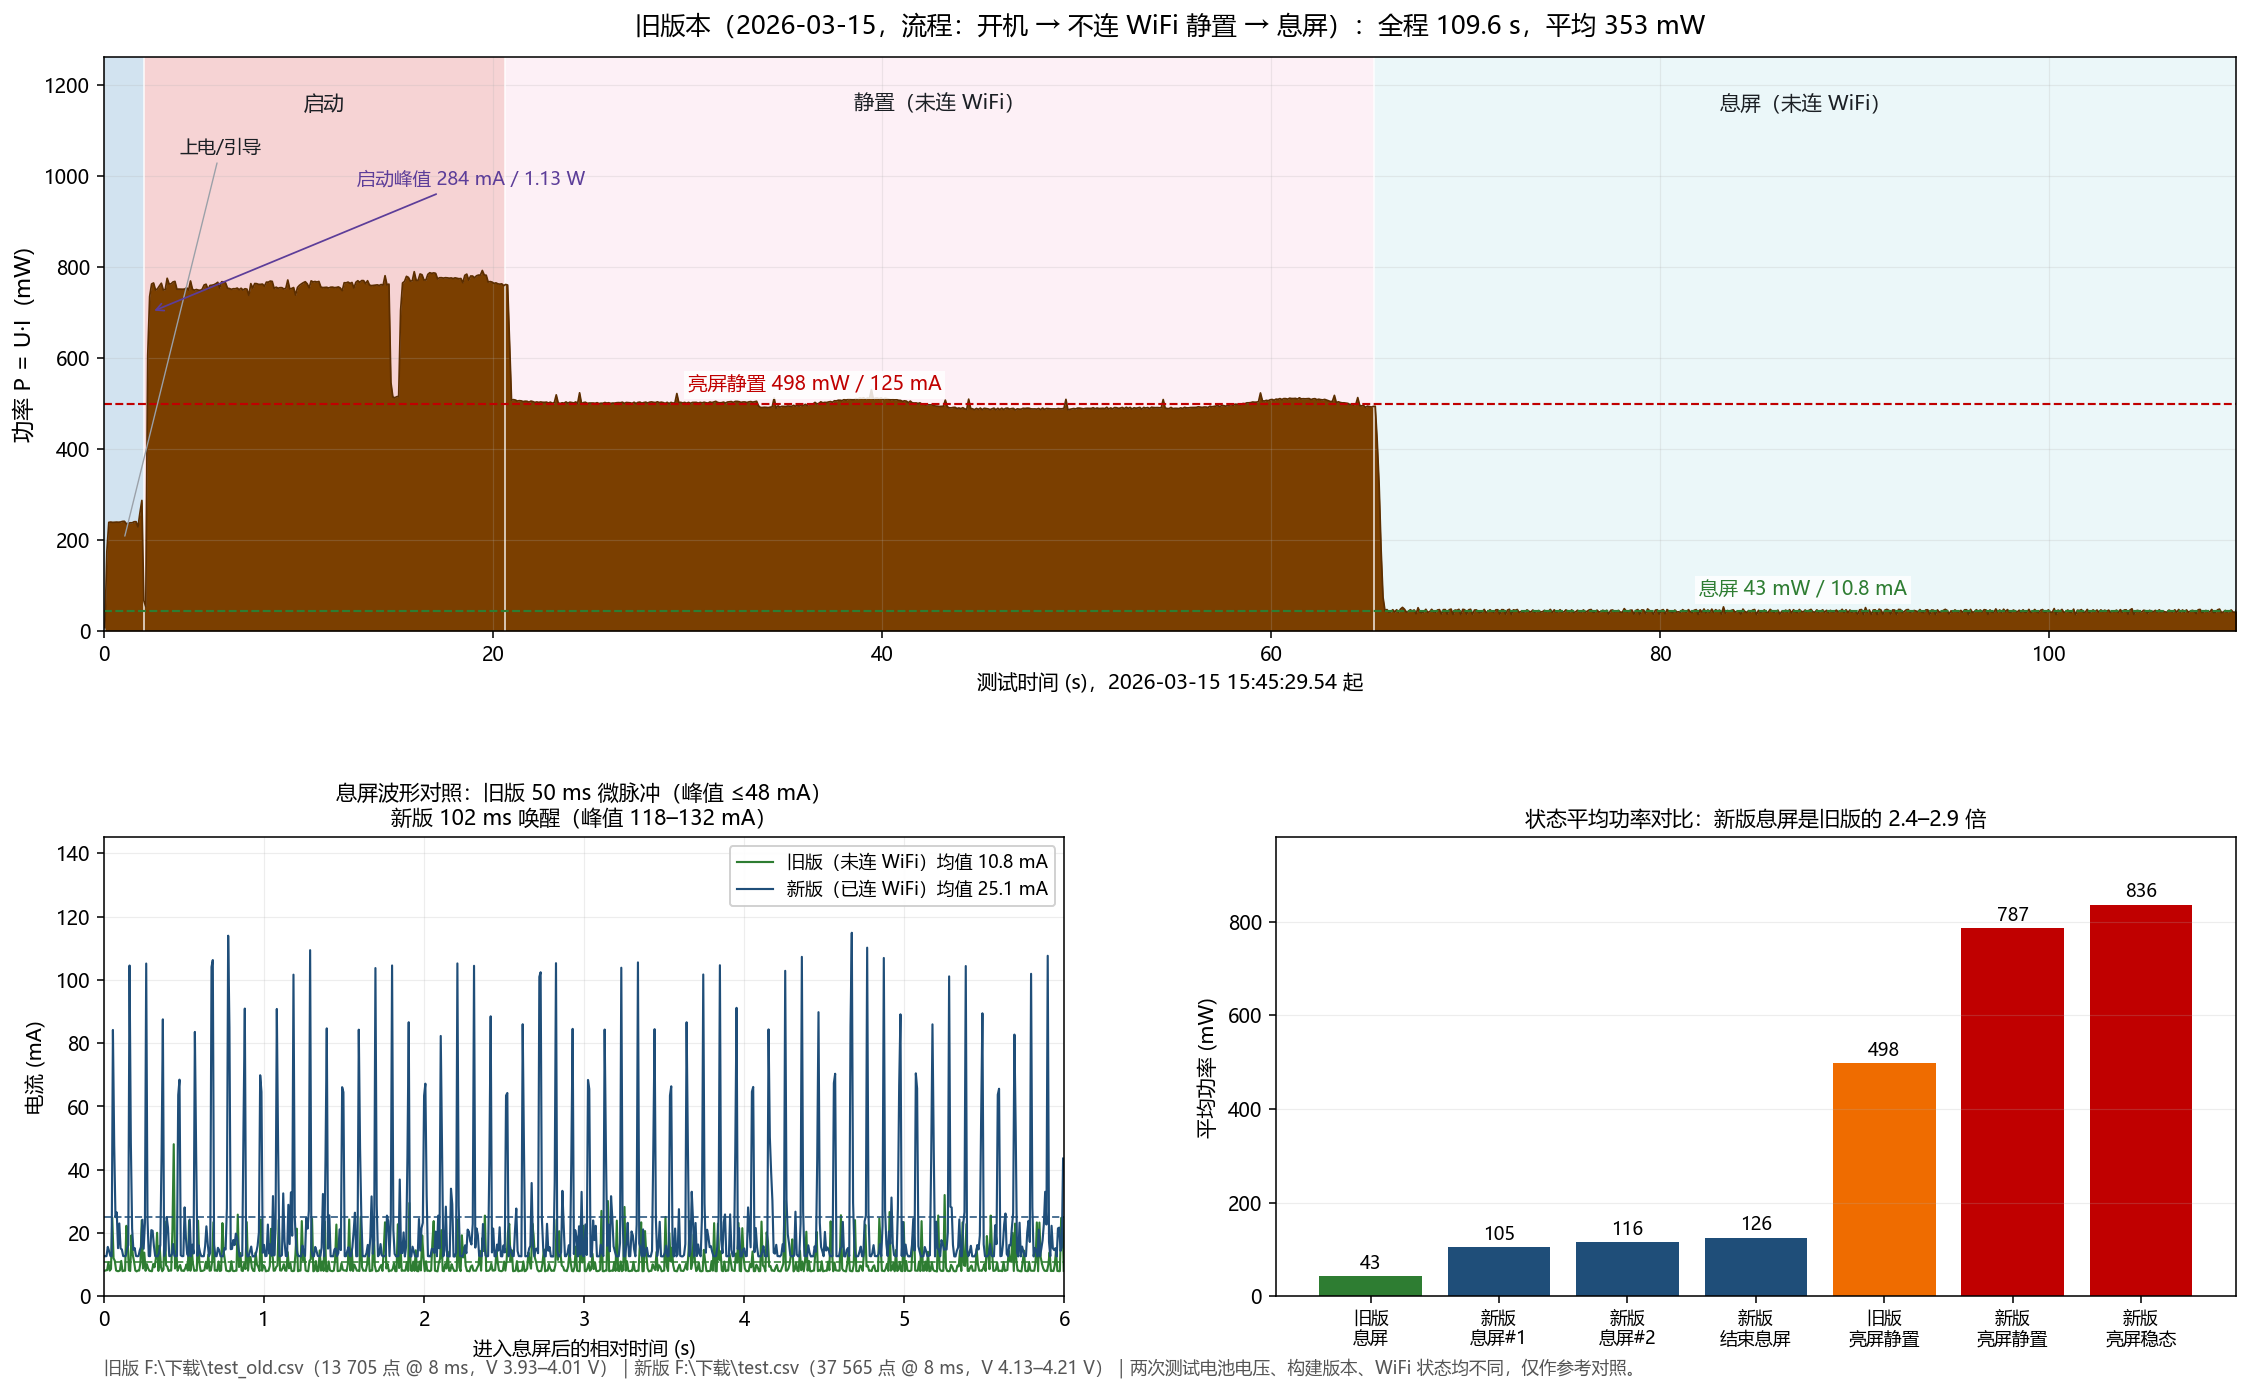 旧版本（2026-03-15，流程：开机 → 不连 WiFi 静置 → 息屏）：全程 109.6 s，平均 353 mW
启动
静置（未连 WiFi）
息屏（未连 WiFi）
上电/引导
启动峰值 284 mA / 1.13 W
亮屏静置 498 mW / 125 mA
息屏 43 mW / 10.8 mA
功率 P = U·I (mW)
1200
1000
800
600
400
200
0
0 20 40 60 80 100
测试时间 (s)，2026-03-15 15:45:29.54 起
息屏波形对照：旧版 50 ms 微脉冲（峰值 ≤48 mA）
新版 102 ms 唤醒（峰值 118–132 mA）
旧版（未连 WiFi）均值 10.8 mA
新版（已连 WiFi）均值 25.1 mA
电流 (mA)
140
120
100
80
60
40
20
0
0 1 2 3 4 5 6
进入息屏后的相对时间 (s)
状态平均功率对比：新版息屏是旧版的 2.4–2.9 倍
平均功率 (mW)
800
600
400
200
0
43
105
116
126
498
787
836
旧版
息屏
新版
息屏#1
新版
息屏#2
新版
结束息屏
旧版
亮屏静置
新版
亮屏静置
新版
亮屏稳态
旧版 F:\下载\test_old.csv（13 705 点 @ 8 ms，V 3.93–4.01 V）｜新版 F:\下载\test.csv（37 565 点 @ 8 ms，V 4.13–4.21 V）｜两次测试电池电压、构建版本、WiFi 状态均不同，仅作参考对照。